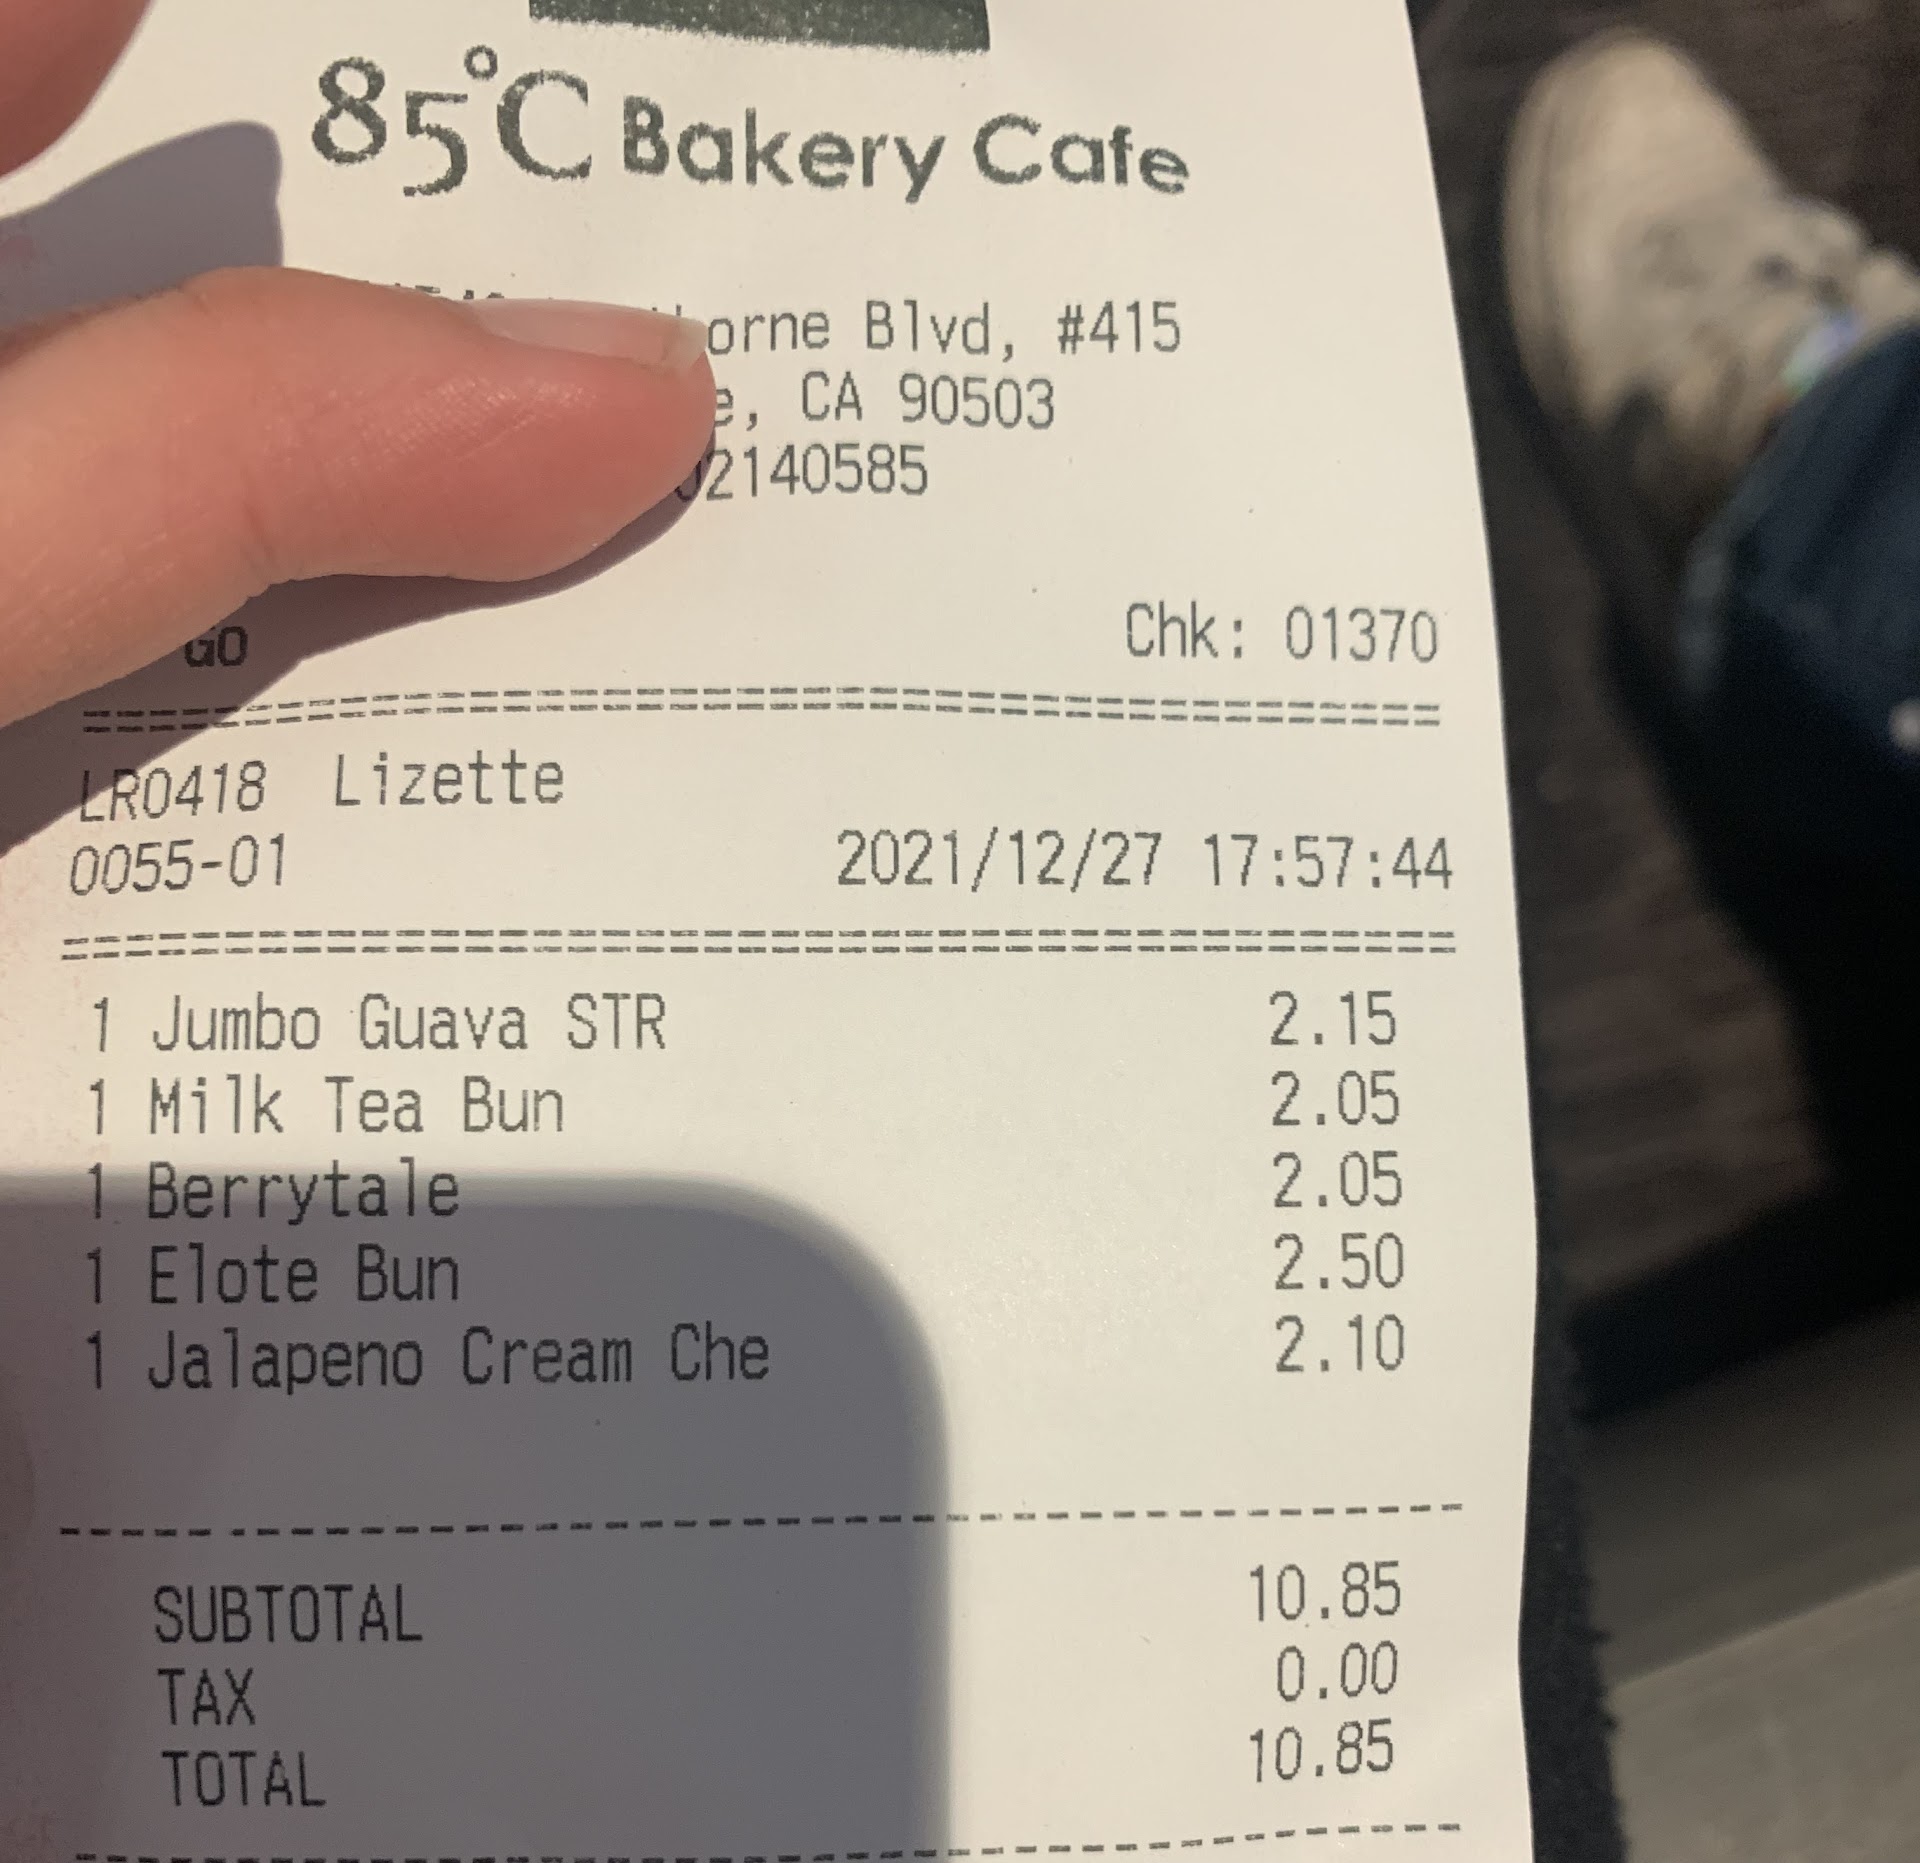 85°C Bakery Cafe
Blvd, #415
CA 90503
GO Chk: 01370
LR0418 Lizette
0055-01 2021/12/27 17:57:44
1 Jumbo Guava STR 2.15
1 Milk Tea Bun 2.05
1 Berrytale 2.05
1 Elote Bun 2.50
1 Jalapeno Cream Che 2.10
SUBTOTAL 10.85
TAX 0.00
TOTAL 10.85